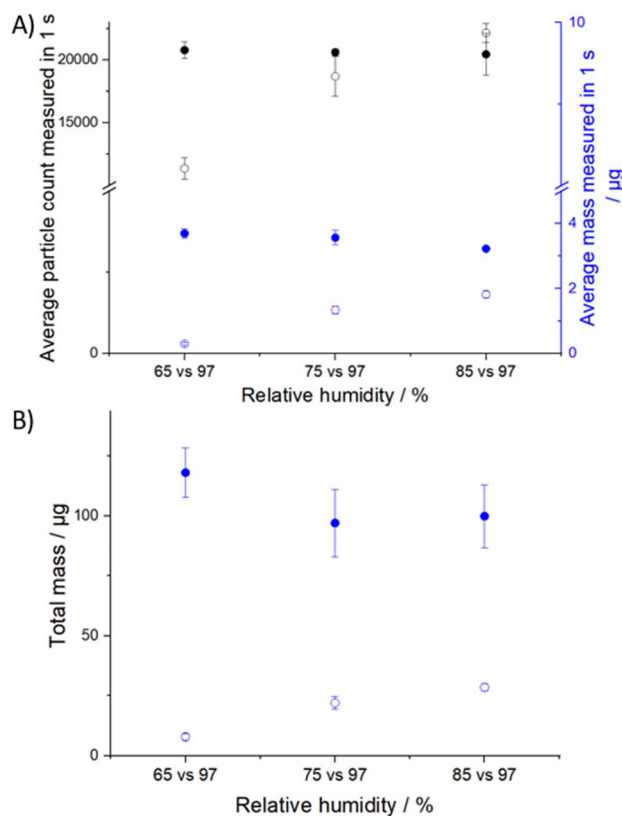 A)
Average particle count measured in 1 s
20000
15000
0
10
4
2
0
Average mass measured in 1 s
/ µg
65 vs 97
75 vs 97
85 vs 97
Relative humidity / %
B)
Total mass / µg
100
50
0
65 vs 97
75 vs 97
85 vs 97
Relative humidity / %